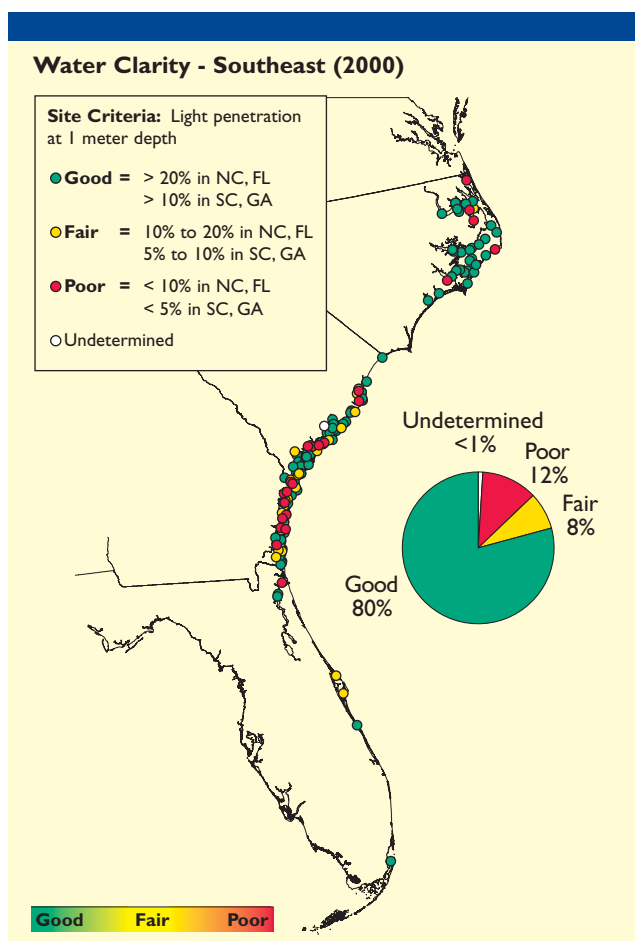 Water Clarity - Southeast (2000)
Site Criteria: Light penetration
at 1 meter depth
Good = > 20% in NC, FL
> 10% in SC, GA
Fair = 10% to 20% in NC, FL
5% to 10% in SC, GA
Poor = < 10% in NC, FL
< 5% in SC, GA
Undetermined
Undetermined
<1%
Poor
12%
Fair
8%
Good
80%
Good Fair Poor